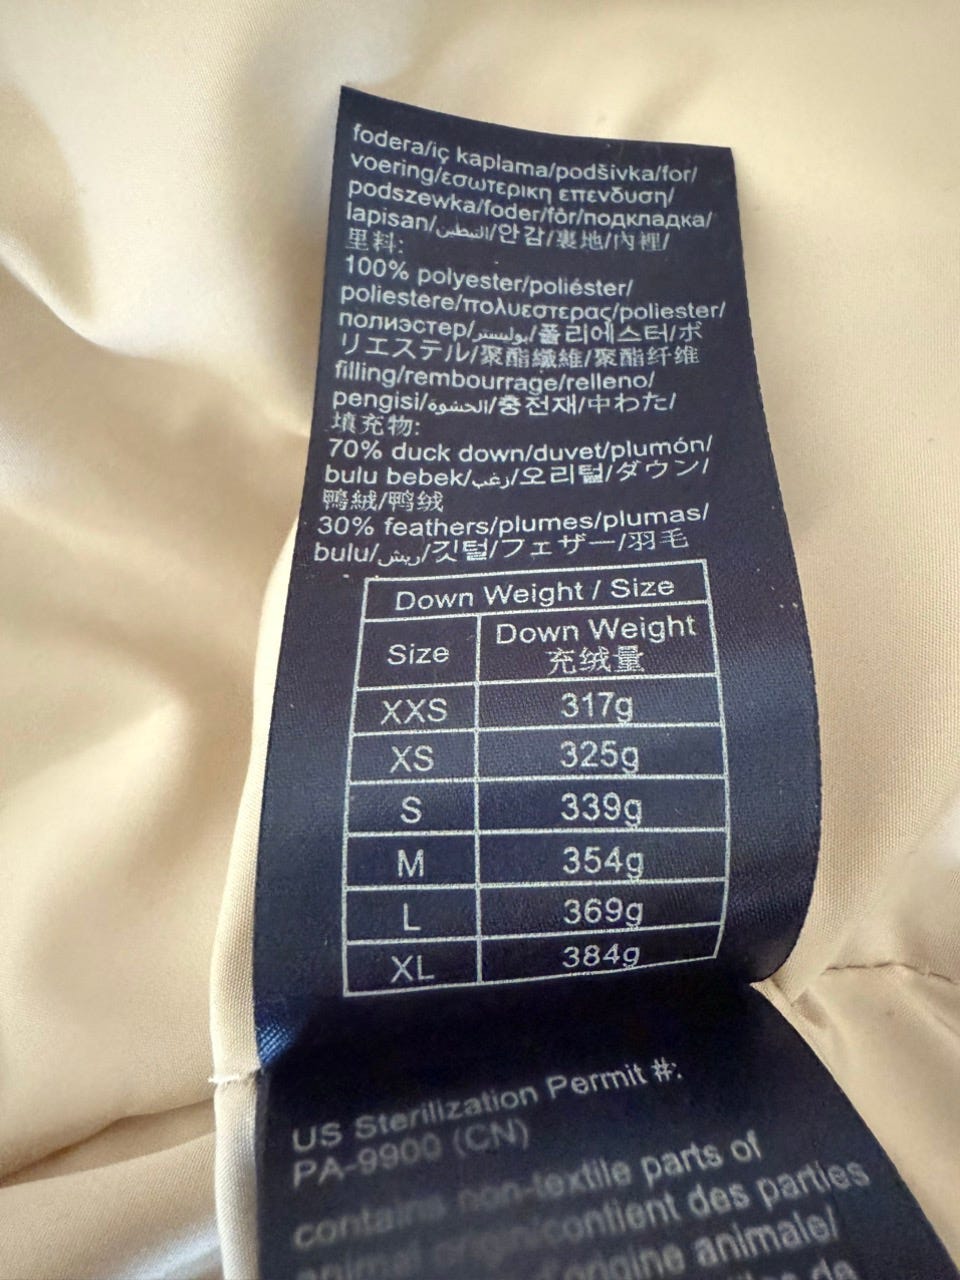 fodera/iç kaplama/podšívka/for/
voering/εσωτερικη επενδυση/
podszewka/foder/fôr/подкладка/
lapisan/التبطين/안감/裏地/內裡/
里料:
100% polyester/poliéster/
poliestere/πολυεστερας/poliester/
полиэстер/بوليستر/폴리에스터/ポ
リエステル/聚酯纖維/聚酯纤维
filling/rembourrage/relleno/
pengisi/الحشوة/충전재/中わた/
填充物:
70% duck down/duvet/plumón/
bulu bebek/زغب/오리털/ダウン/
鴨絨/鸭绒
30% feathers/plumes/plumas/
bulu/ريش/깃털/フェザー/羽毛
Down Weight / Size
Size Down Weight
充绒量
XXS 317g
XS 325g
S 339g
M 354g
L 369g
XL 384g
US Sterilization Permit #:
PA-9900 (CN)
contains non-textile parts of
animal origin/contient des parties
d'origine animale/
de